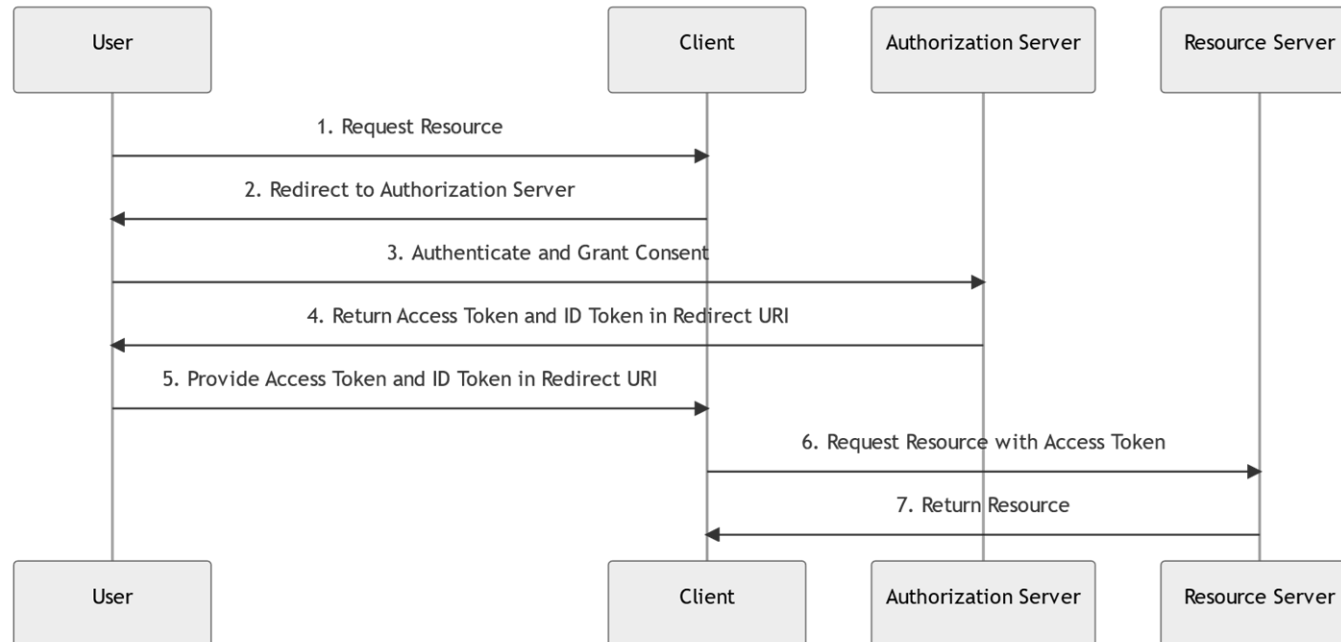 User
Client
Authorization Server
Resource Server
1. Request Resource
2. Redirect to Authorization Server
3. Authenticate and Grant Consent
4. Return Access Token and ID Token in Redirect URI
5. Provide Access Token and ID Token in Redirect URI
6. Request Resource with Access Token
7. Return Resource
User
Client
Authorization Server
Resource Server